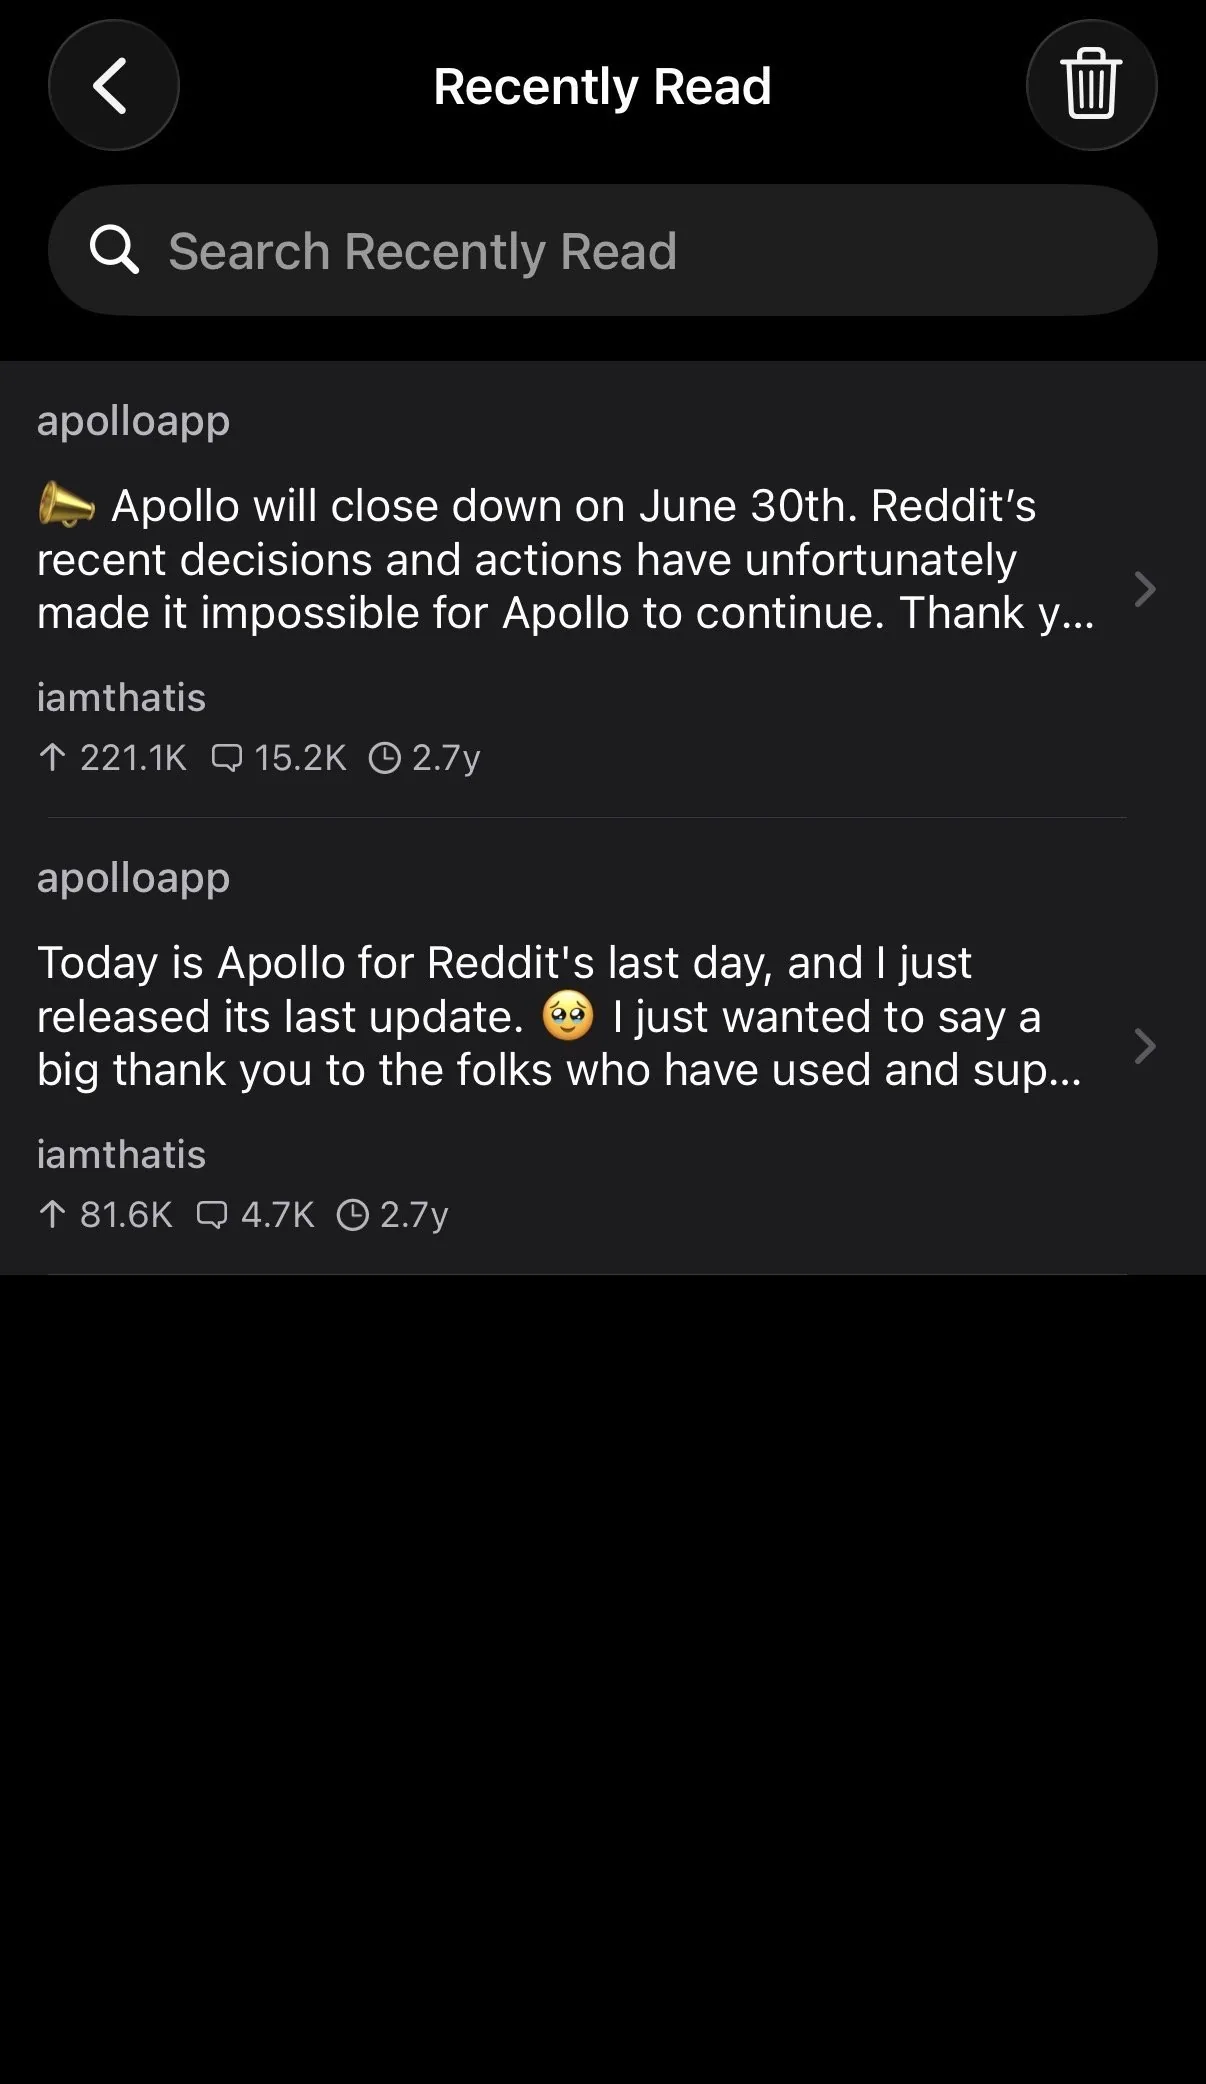 Recently Read
Search Recently Read
apolloapp
📣 Apollo will close down on June 30th. Reddit’s
recent decisions and actions have unfortunately
made it impossible for Apollo to continue. Thank y...
iamthatis
↑ 221.1K 15.2K 2.7y
apolloapp
Today is Apollo for Reddit's last day, and I just
released its last update. 🥹 I just wanted to say a
big thank you to the folks who have used and sup...
iamthatis
↑ 81.6K 4.7K 2.7y